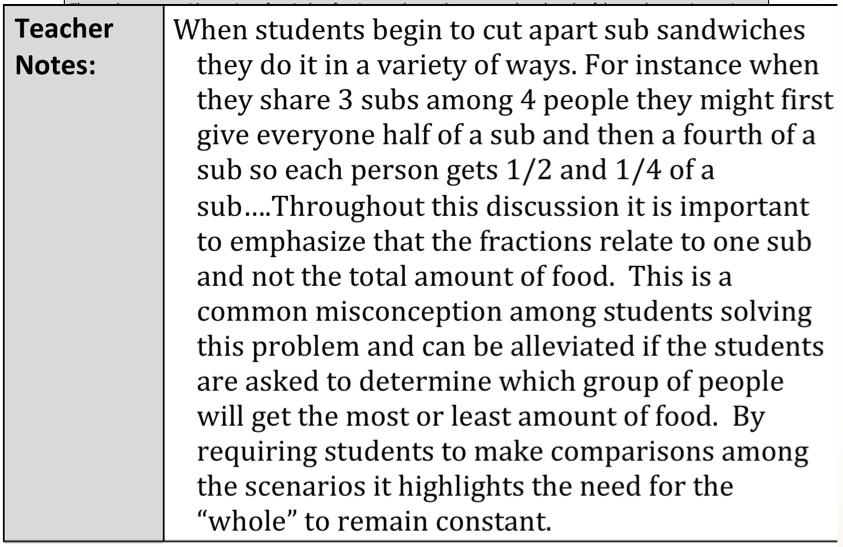 Teacher
Notes:
When students begin to cut apart sub sandwiches
they do it in a variety of ways. For instance when
they share 3 subs among 4 people they might first
give everyone half of a sub and then a fourth of a
sub so each person gets 1/2 and 1/4 of a
sub….Throughout this discussion it is important
to emphasize that the fractions relate to one sub
and not the total amount of food.  This is a
common misconception among students solving
this problem and can be alleviated if the students
are asked to determine which group of people
will get the most or least amount of food.  By
requiring students to make comparisons among
the scenarios it highlights the need for the
“whole” to remain constant.